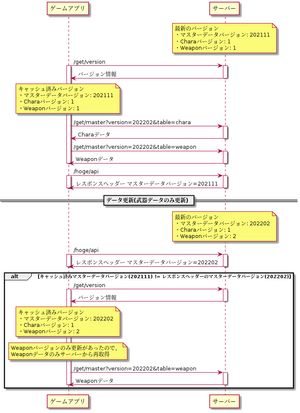 ゲームアプリ
サーバー
最新のバージョン
・マスターデータバージョン: 202111
・Charaバージョン: 1
・Weaponバージョン: 1
/get/version
バージョン情報
キャッシュ済みバージョン
・マスターデータバージョン: 202111
・Charaバージョン: 1
・Weaponバージョン: 1
/get/master?version=202202&table=chara
Charaデータ
/get/master?version=202202&table=weapon
Weaponデータ
/hoge/api
レスポンスヘッダー マスターデータバージョン=202111
データ更新(武器データのみ更新)
最新のバージョン
・マスターデータバージョン: 202202
・Charaバージョン: 1
・Weaponバージョン: 2
/hoge/api
レスポンスヘッダー マスターデータバージョン=202202
alt
[キャッシュ済みマスターデータバージョン(202111) != レスポンスヘッダーのマスターデータバージョン(202202)]
/get/version
バージョン情報
キャッシュ済みバージョン
・マスターデータバージョン: 202202
・Charaバージョン: 1
・Weaponバージョン: 2
Weaponバージョンのみ更新があったので、
Weaponデータのみサーバーから再取得
/get/master?version=202202&table=weapon
Weaponデータ
ゲームアプリ
サーバー